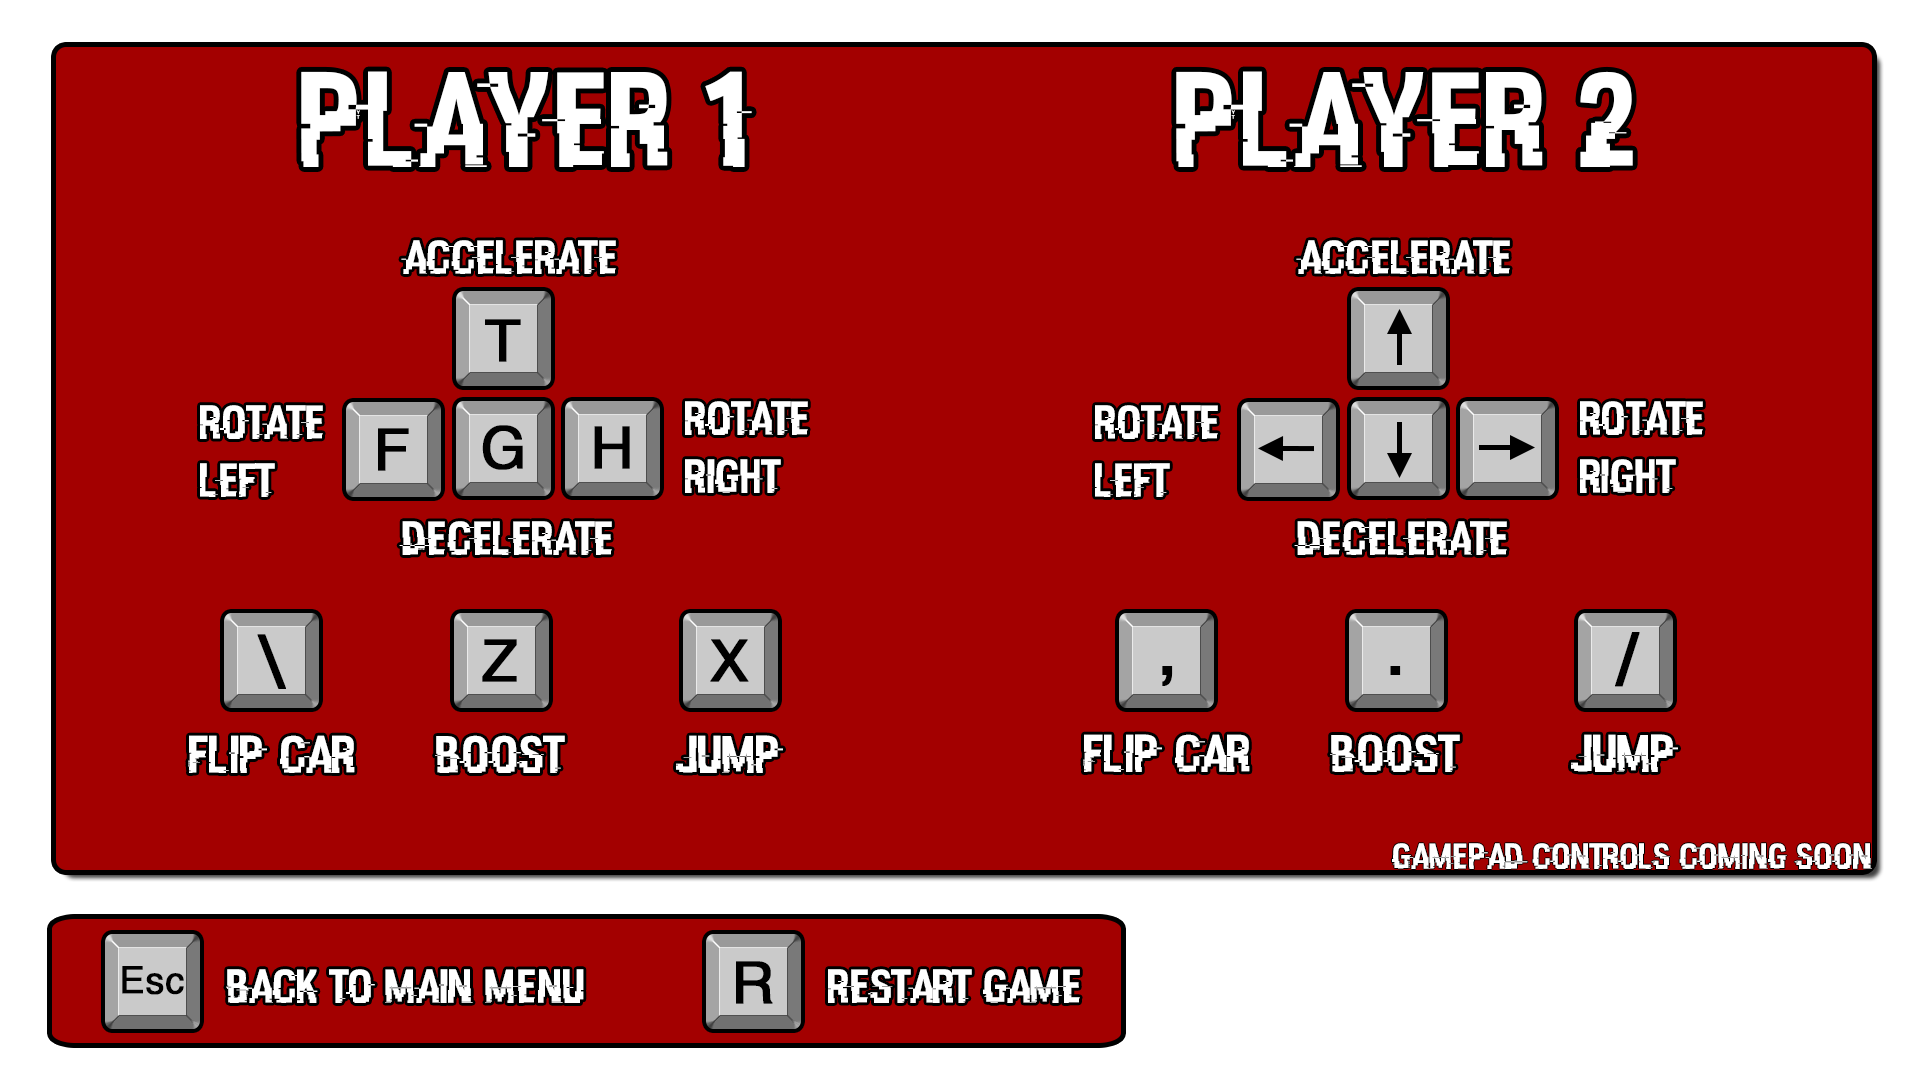 PLAYER 1
ACCELERATE
T
ROTATE
LEFT
F
G
H
ROTATE
RIGHT
DECELERATE
\
Z
X
FLIP CAR
BOOST
JUMP
PLAYER 2
ACCELERATE
↑
ROTATE
LEFT
←
↓
→
ROTATE
RIGHT
DECELERATE
,
.
/
FLIP CAR
BOOST
JUMP
GAMEPAD CONTROLS COMING SOON
Esc
BACK TO MAIN MENU
R
RESTART GAME